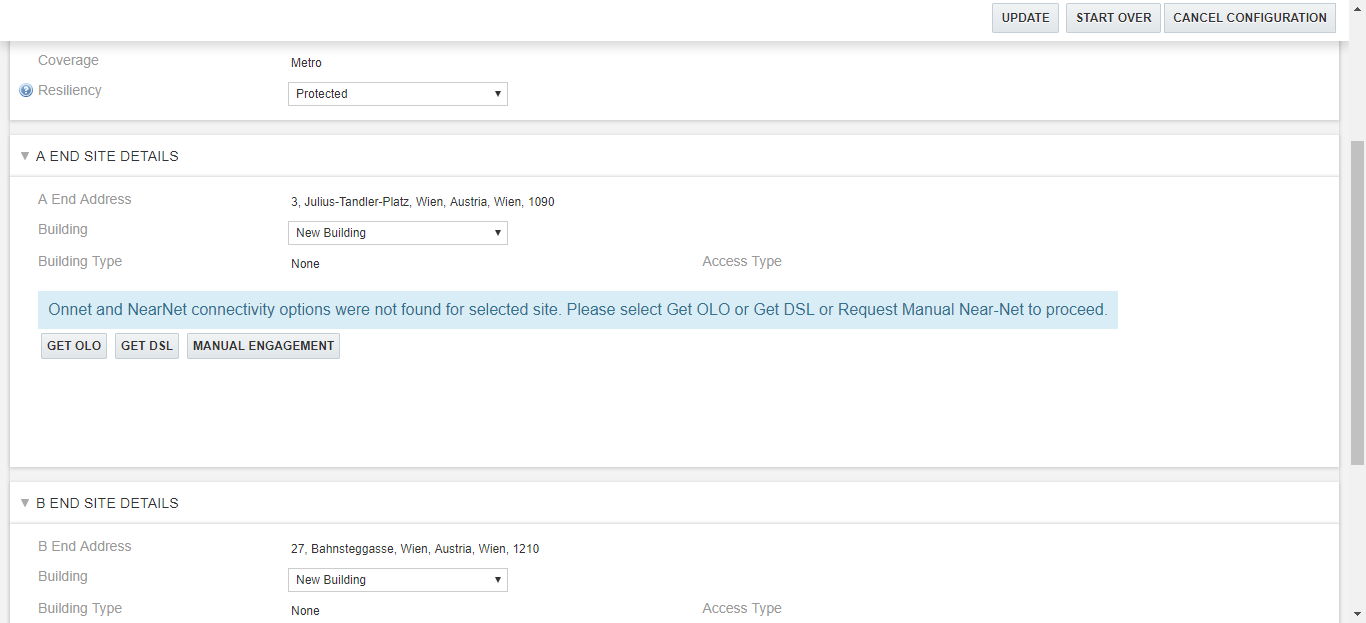 UPDATE START OVER CANCEL CONFIGURATION
Coverage Metro
Resiliency Protected
A END SITE DETAILS
A End Address 3, Julius-Tandler-Platz, Wien, Austria, Wien, 1090
Building New Building
Building Type None Access Type
Onnet and NearNet connectivity options were not found for selected site. Please select Get OLO or Get DSL or Request Manual Near-Net to proceed.
GET OLO GET DSL MANUAL ENGAGEMENT
B END SITE DETAILS
B End Address 27, Bahnsteggasse, Wien, Austria, Wien, 1210
Building New Building
Building Type None Access Type